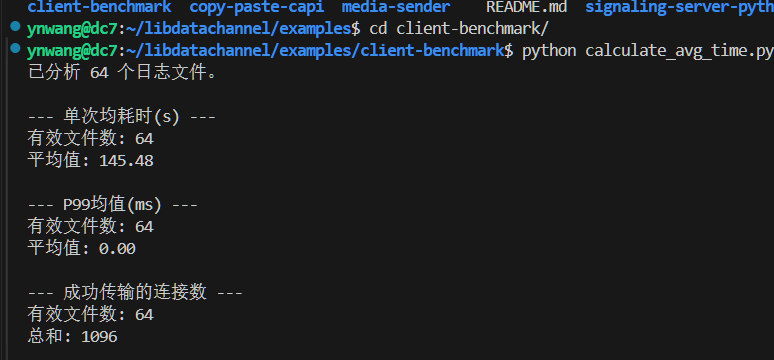 client-benchmark copy-paste-capi media-sender README.md signaling-server-pyth
ynwang@dc7:~/libdatachannel/examples$ cd client-benchmark/
ynwang@dc7:~/libdatachannel/examples/client-benchmark$ python calculate_avg_time.py
已分析 64 个日志文件。
--- 单次均耗时(s) ---
有效文件数: 64
平均值: 145.48
--- P99均值(ms) ---
有效文件数: 64
平均值: 0.00
--- 成功传输的连接数 ---
有效文件数: 64
总和: 1096